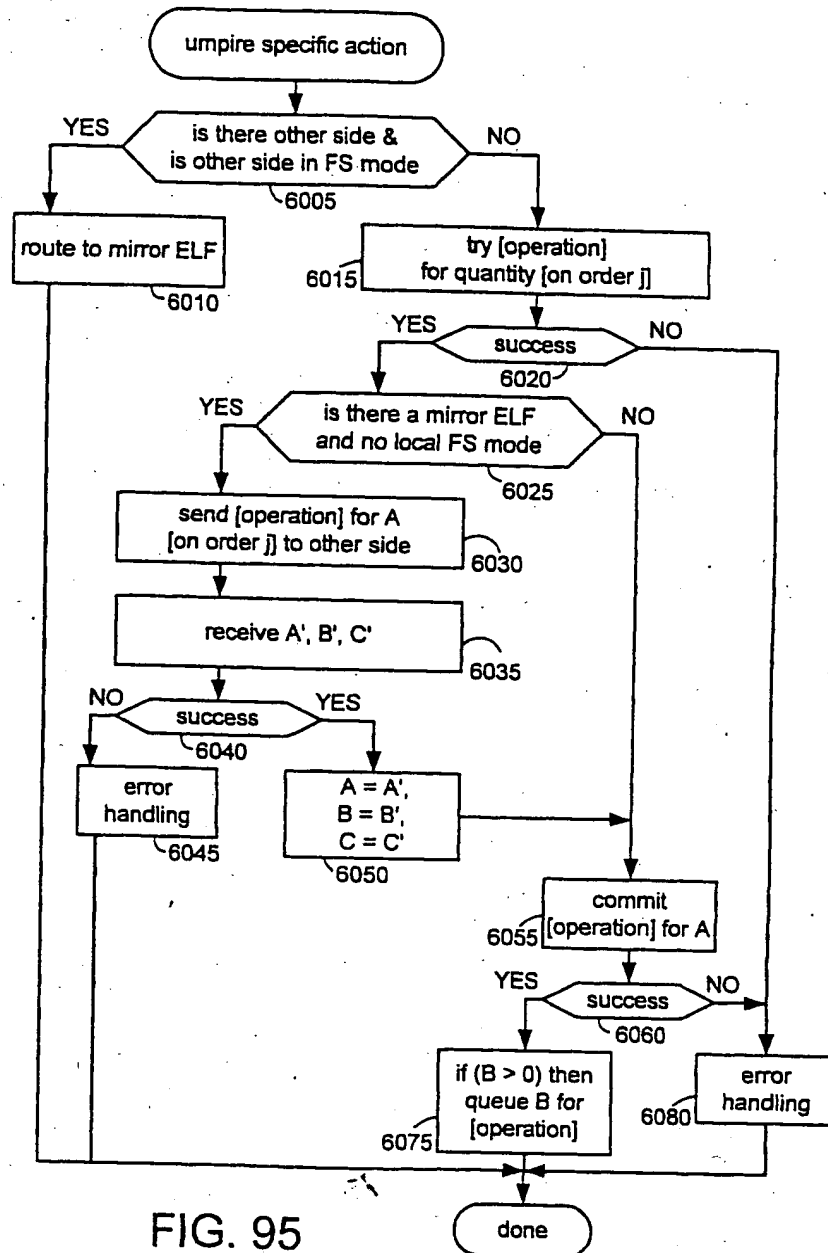 umpire specific action
YES
is there other side &
is other side in FS mode
NO
6005
route to mirror ELF
6010
try [operation]
for quantity [on order j]
6015
YES
success
NO
6020
YES
is there a mirror ELF
and no local FS mode
NO
6025
send [operation] for A
[on order j] to other side
6030
receive A', B', C'
6035
NO
success
YES
6040
error
handling
6045
A = A',
B = B',
C = C'
6050
commit
[operation] for A
6055
YES
success
NO
6060
if (B > 0) then
queue B for
[operation]
6075
error
handling
6080
done
FIG. 95